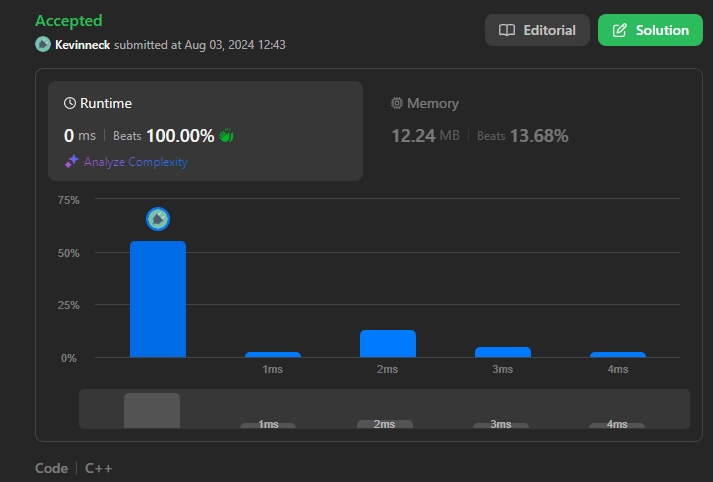 Accepted
Kevinneck submitted at Aug 03, 2024 12:43
Editorial
Solution
Runtime
0 ms | Beats 100.00%
Analyze Complexity
Memory
12.24 MB | Beats 13.68%
75%
50%
25%
0%
1ms 2ms 3ms 4ms
1ms 2ms 3ms 4ms
Code | C++